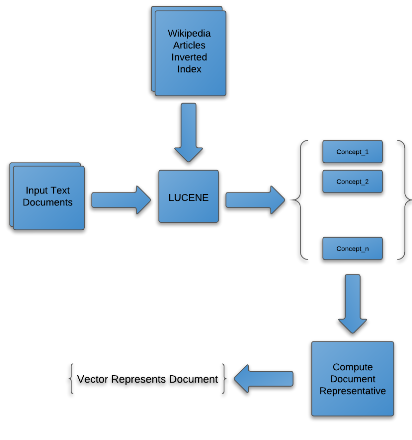 Wikipedia
Articles
Inverted
Index
Input Text
Documents
LUCENE
Concept_1
Concept_2
Concept_n
Compute
Document
Representative
Vector Represents Document